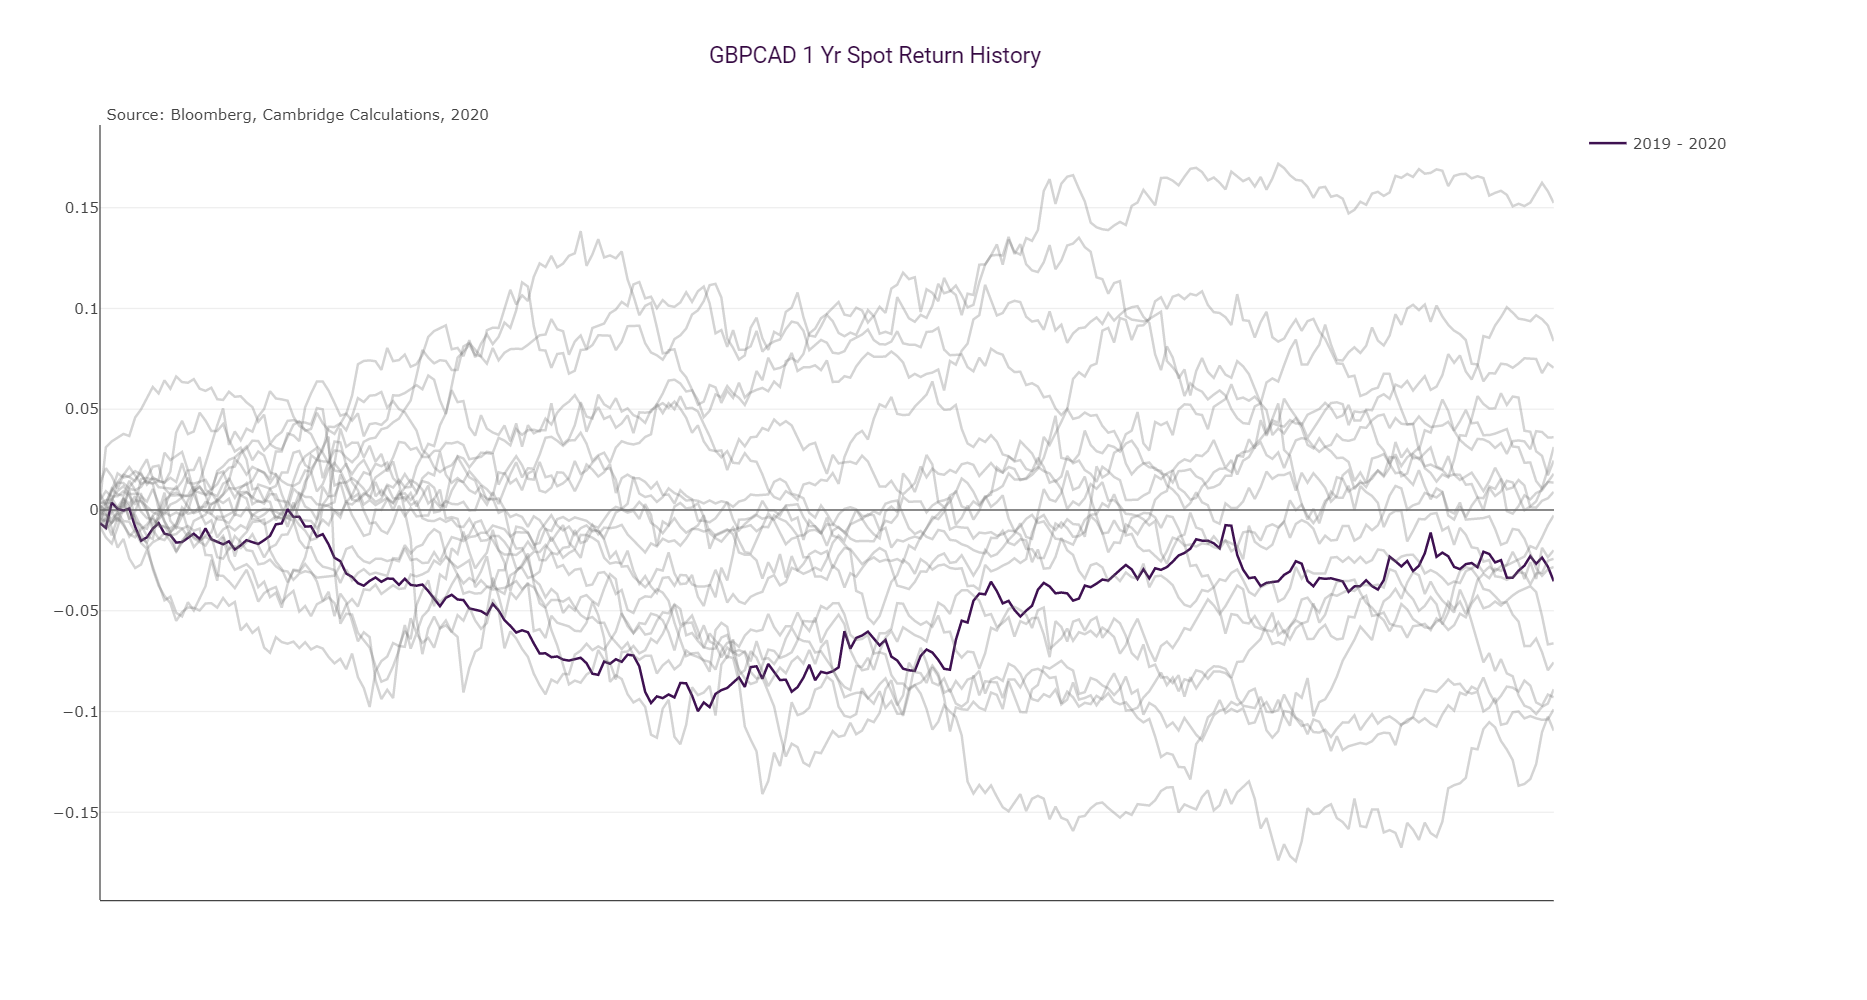 GBPCAD 1 Yr Spot Return History
Source: Bloomberg, Cambridge Calculations, 2020
2019 - 2020
0.15
0.1
0.05
0
−0.05
−0.1
−0.15